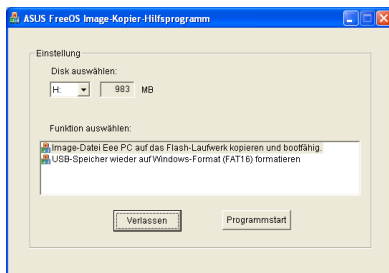 ASUS FreeOS Image-Kopier-Hilfsprogramm
Einstellung
Disk auswählen:
H: 983 MB
Funktion auswählen:
Image-Datei Eee PC auf das Flash-Laufwerk kopieren und bootfähig.
USB-Speicher wieder auf Windows-Format (FAT16) formatieren
Verlassen Programmstart